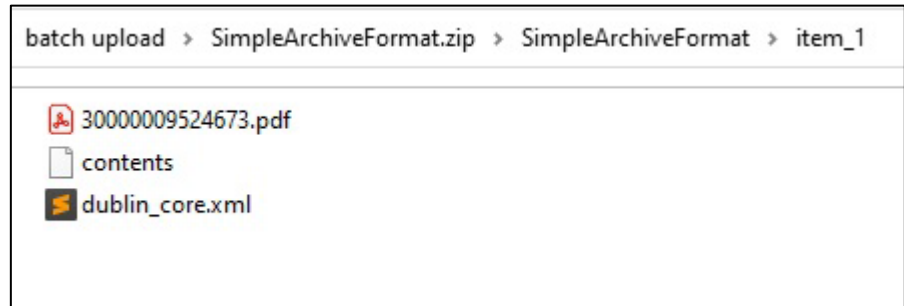 batch upload > SimpleArchiveFormat.zip > SimpleArchiveFormat > item_1
30000009524673.pdf
contents
dublin_core.xml